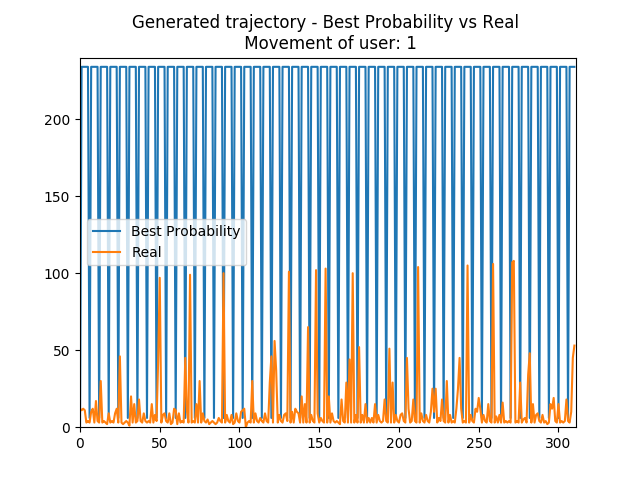 Generated trajectory - Best Probability vs Real
Movement of user: 1
200
150
100
50
0
Best Probability
Real
0 50 100 150 200 250 300